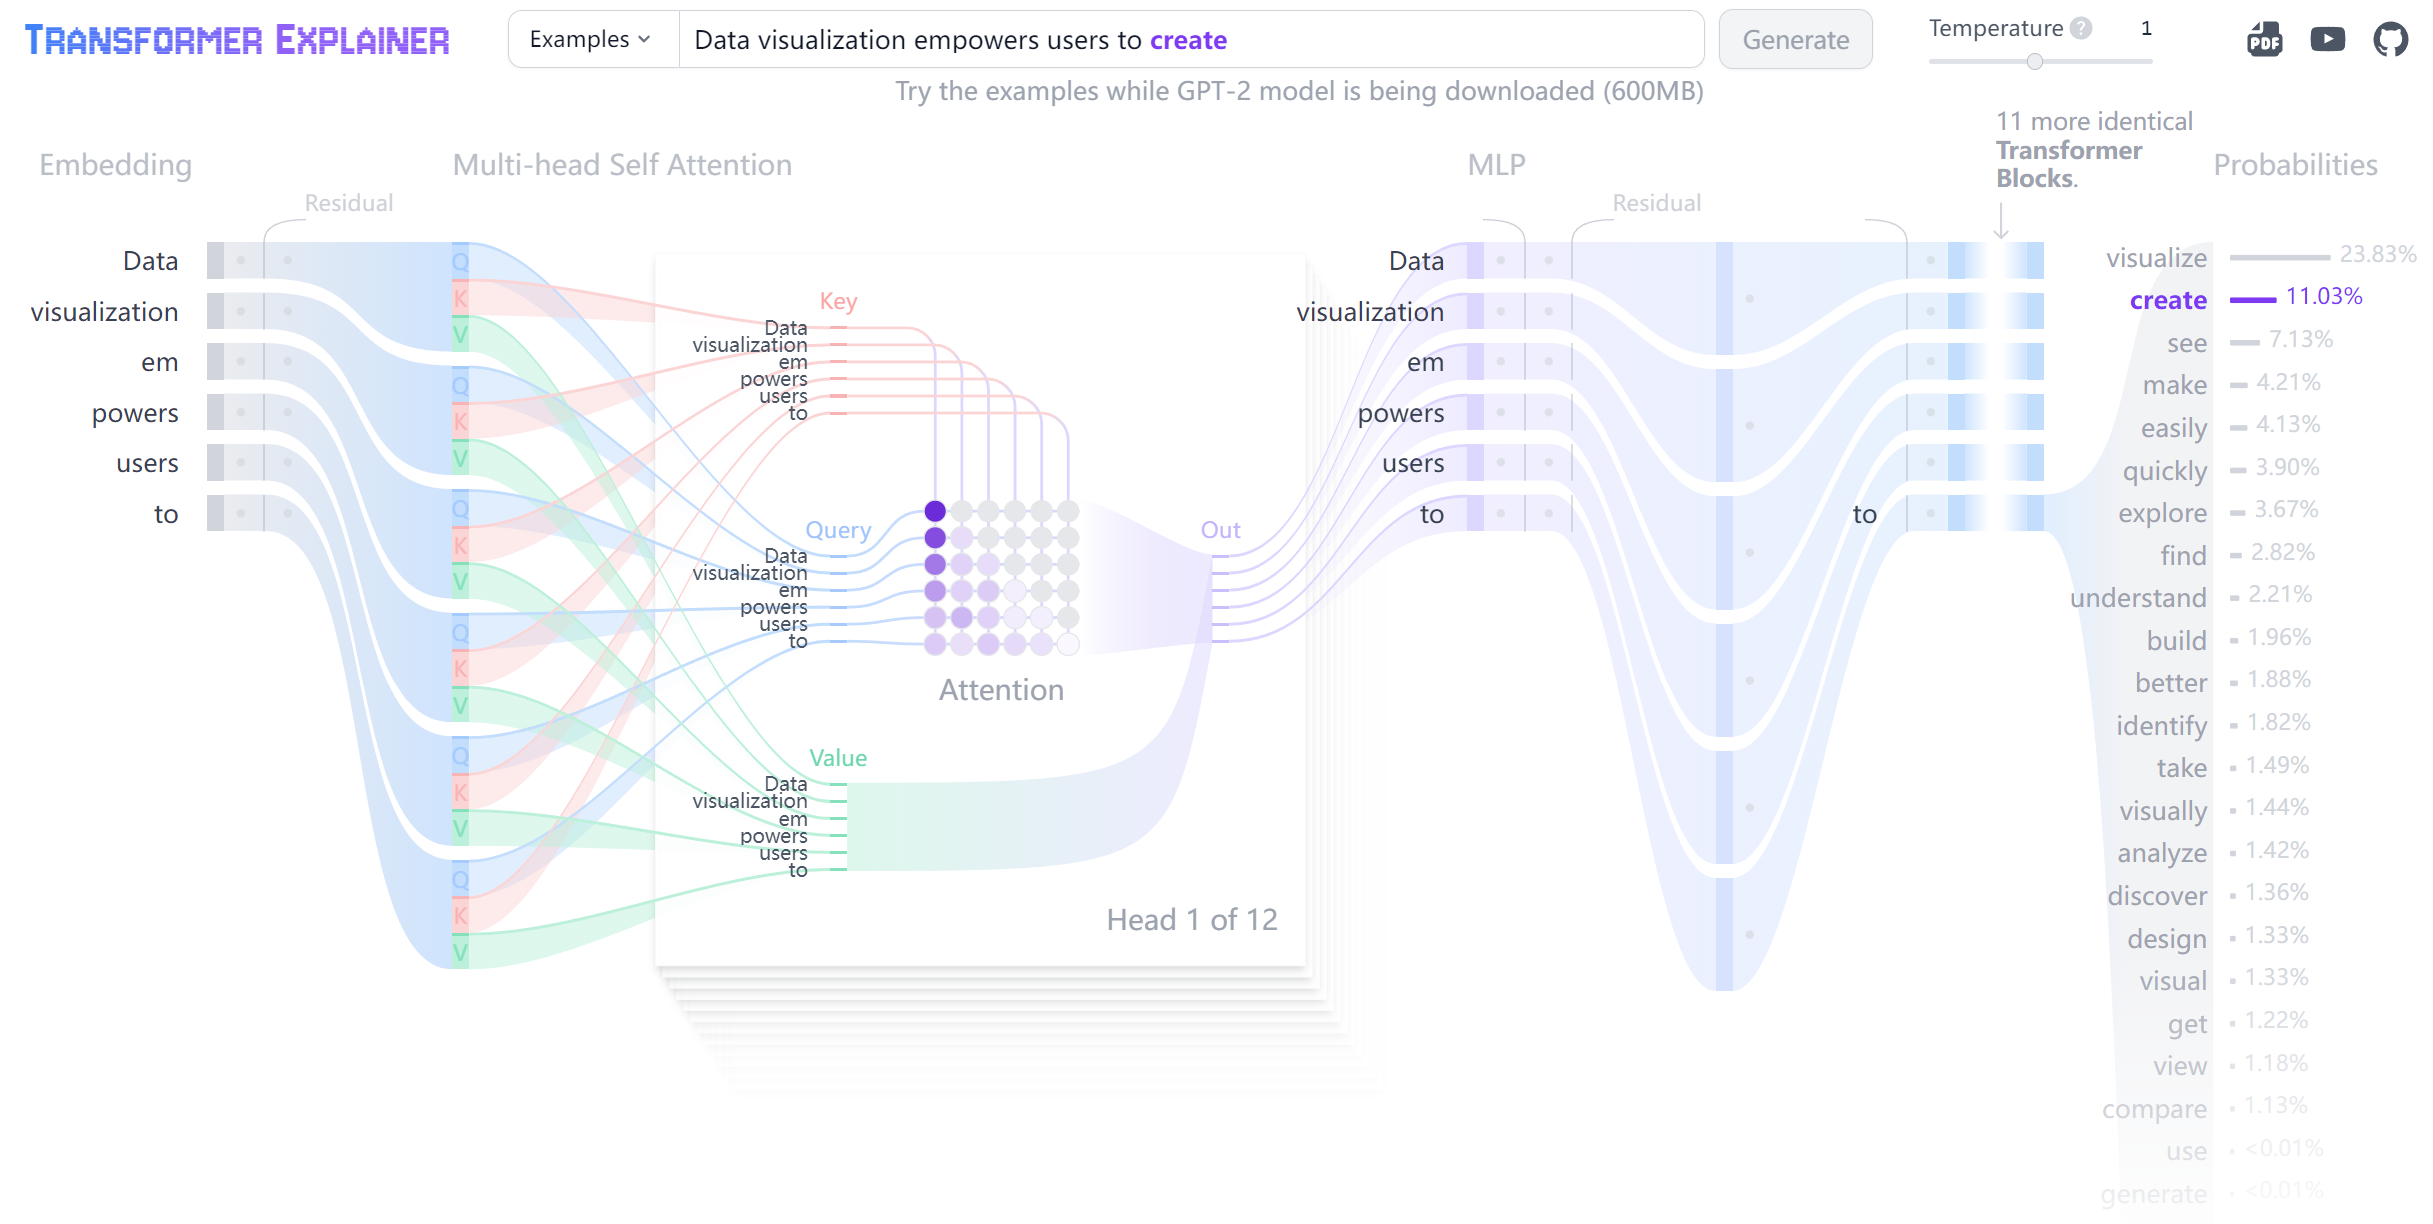 TRANSFORMER EXPLAINER
Examples
Data visualization empowers users to create
Generate
Temperature ? 1
PDF
Try the examples while GPT-2 model is being downloaded (600MB)
11 more identical
Transformer
Blocks.
Embedding
Multi-head Self Attention
MLP
Probabilities
Residual
Residual
Data
visualization
em
powers
users
to
Q
K
V
Q
K
V
Q
K
V
Q
K
V
Q
K
V
Q
K
V
Key
Data
visualization
em
powers
users
to
Query
Data
visualization
em
powers
users
to
Attention
Value
Data
visualization
em
powers
users
to
Out
Head 1 of 12
Data
visualization
em
powers
users
to
to
visualize 23.83%
create 11.03%
see 7.13%
make 4.21%
easily 4.13%
quickly 3.90%
explore 3.67%
find 2.82%
understand 2.21%
build 1.96%
better 1.88%
identify 1.82%
take 1.49%
visually 1.44%
analyze 1.42%
discover 1.36%
design 1.33%
visual 1.33%
get 1.22%
view 1.18%
compare 1.13%
use <0.01%
generate <0.01%